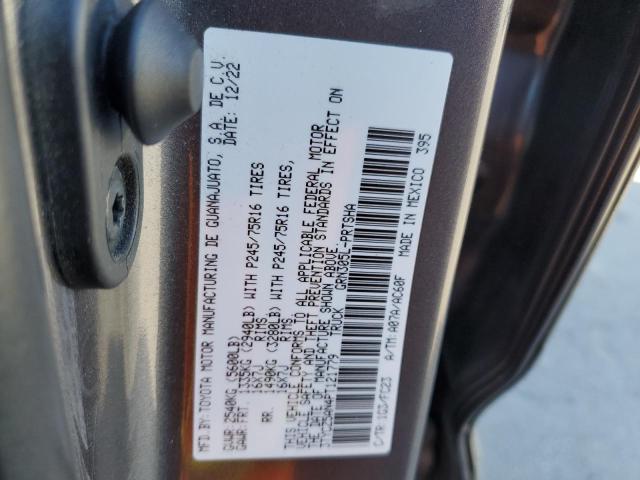 MFD. BY: TOYOTA MOTOR MANUFACTURING DE GUANAJUATO, S.A. DE C.V.
DATE: 12/22
GVWR: 2540KG (5600LB)
GAWR: FRT. 1335KG (2940LB) WITH P245/75R16 TIRES
16X7J RIMS,
RR. 1490KG (3280LB) WITH P245/75R16 TIRES,
16X7J RIMS.
THIS VEHICLE CONFORMS TO ALL APPLICABLE FEDERAL MOTOR
VEHICLE SAFETY AND THEFT PREVENTION STANDARDS IN EFFECT ON
THE DATE OF MANUFACTURE SHOWN ABOVE.
TRUCK GRN305L-PRTSHA
C/TR: 1G3/FC23 A/TM: A07A/AC60F MADE IN MEXICO 395